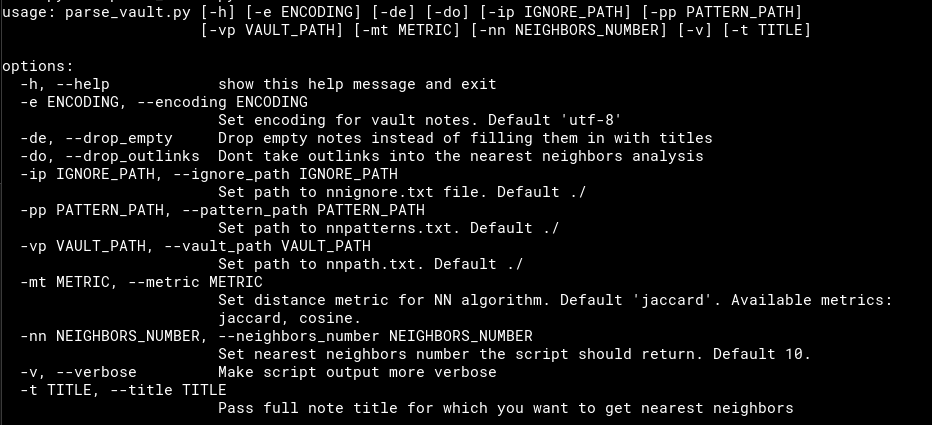 usage: parse_vault.py [-h] [-e ENCODING] [-de] [-do] [-ip IGNORE_PATH] [-pp PATTERN_PATH]
                      [-vp VAULT_PATH] [-mt METRIC] [-nn NEIGHBORS_NUMBER] [-v] [-t TITLE]

options:
  -h, --help            show this help message and exit
  -e ENCODING, --encoding ENCODING
                        Set encoding for vault notes. Default 'utf-8'
  -de, --drop_empty     Drop empty notes instead of filling them in with titles
  -do, --drop_outlinks  Dont take outlinks into the nearest neighbors analysis
  -ip IGNORE_PATH, --ignore_path IGNORE_PATH
                        Set path to nnignore.txt file. Default ./
  -pp PATTERN_PATH, --pattern_path PATTERN_PATH
                        Set path to nnpatterns.txt. Default ./
  -vp VAULT_PATH, --vault_path VAULT_PATH
                        Set path to nnpath.txt. Default ./
  -mt METRIC, --metric METRIC
                        Set distance metric for NN algorithm. Default 'jaccard'. Available metrics:
                        jaccard, cosine.
  -nn NEIGHBORS_NUMBER, --neighbors_number NEIGHBORS_NUMBER
                        Set nearest neighbors number the script should return. Default 10.
  -v, --verbose         Make script output more verbose
  -t TITLE, --title TITLE
                        Pass full note title for which you want to get nearest neighbors